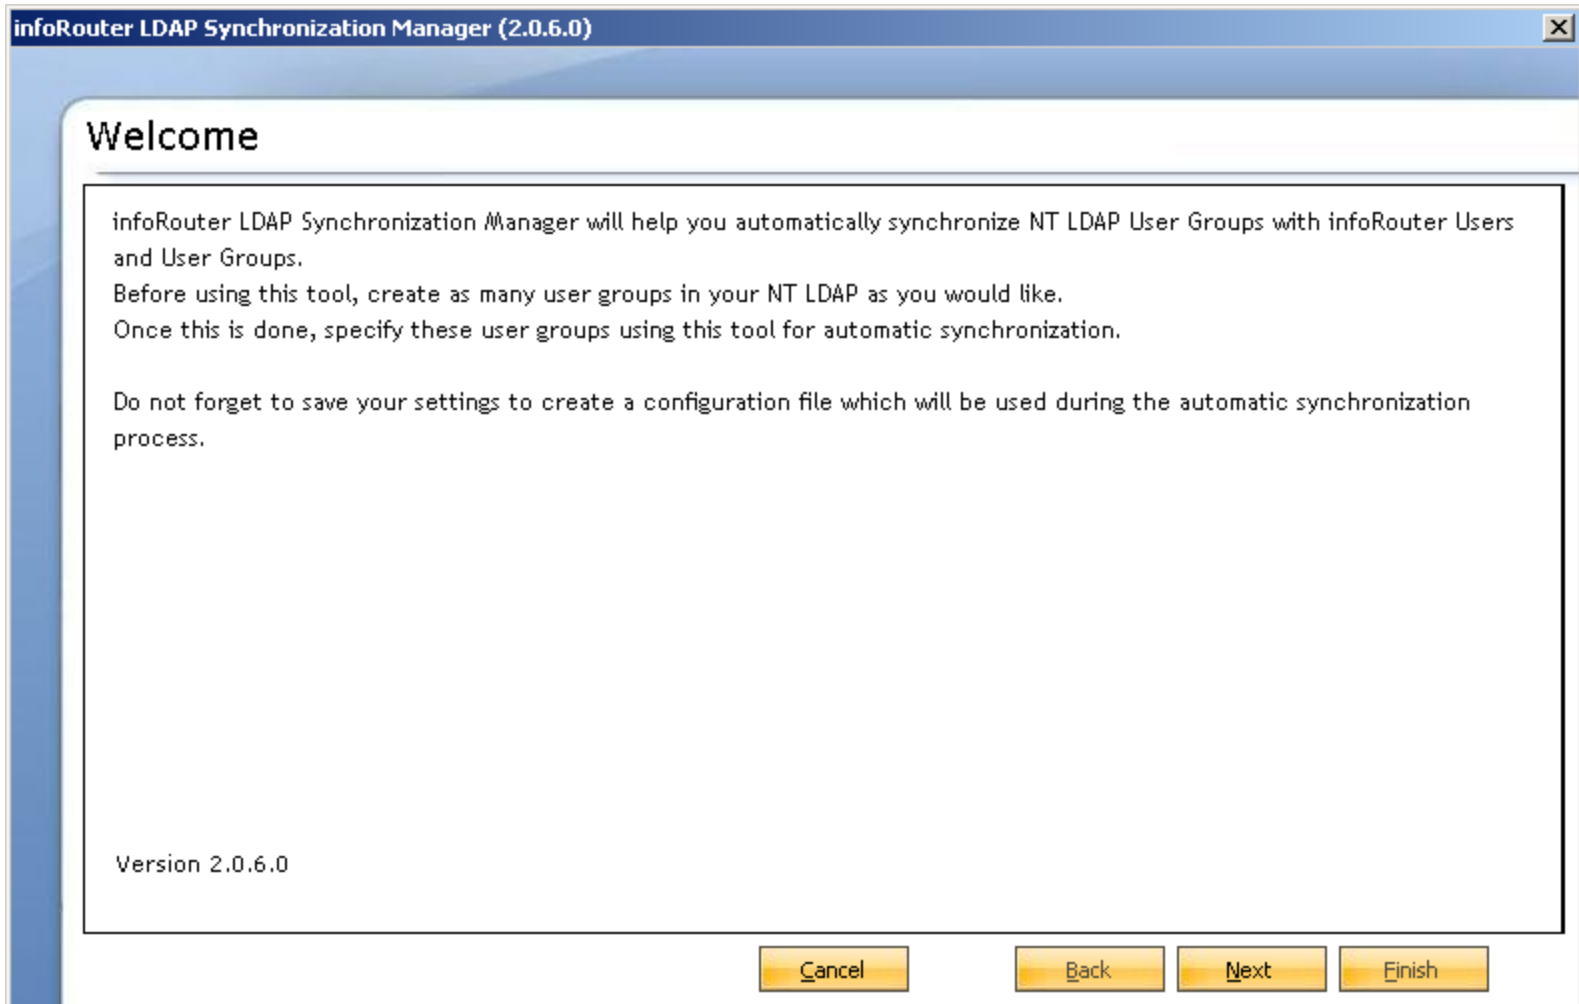 infoRouter LDAP Synchronization Manager (2.0.6.0)
Welcome
infoRouter LDAP Synchronization Manager will help you automatically synchronize NT LDAP User Groups with infoRouter Users
and User Groups.
Before using this tool, create as many user groups in your NT LDAP as you would like.
Once this is done, specify these user groups using this tool for automatic synchronization.
Do not forget to save your settings to create a configuration file which will be used during the automatic synchronization
process.
Version 2.0.6.0
Cancel Back Next Finish